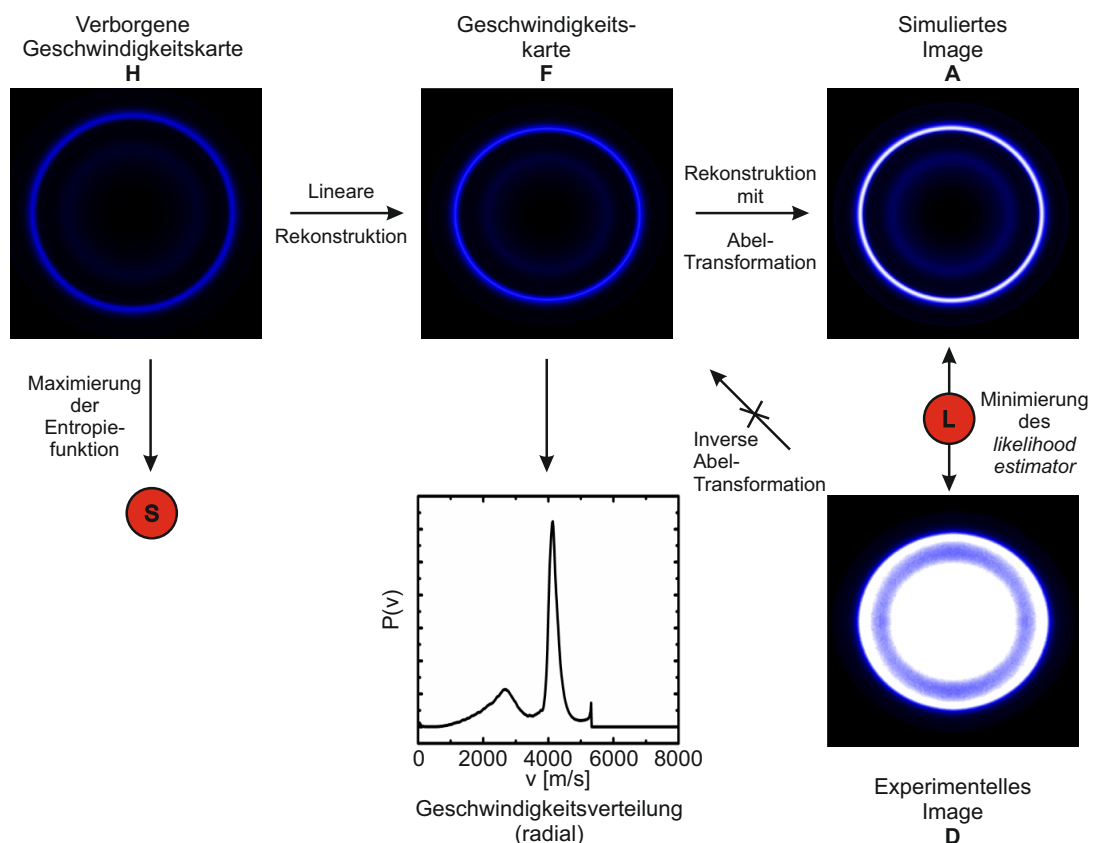 Verborgene
Geschwindigkeitskarte
H
Geschwindigkeits-
karte
F
Simuliertes
Image
A
Lineare
Rekonstruktion
Rekonstruktion
mit
Abel-
Transformation
Maximierung
der
Entropie-
funktion
S
Inverse
Abel-
Transformation
L
Minimierung
des
likelihood
estimator
P(v)
0 2000 4000 6000 8000
v [m/s]
Geschwindigkeitsverteilung
(radial)
Experimentelles
Image
D